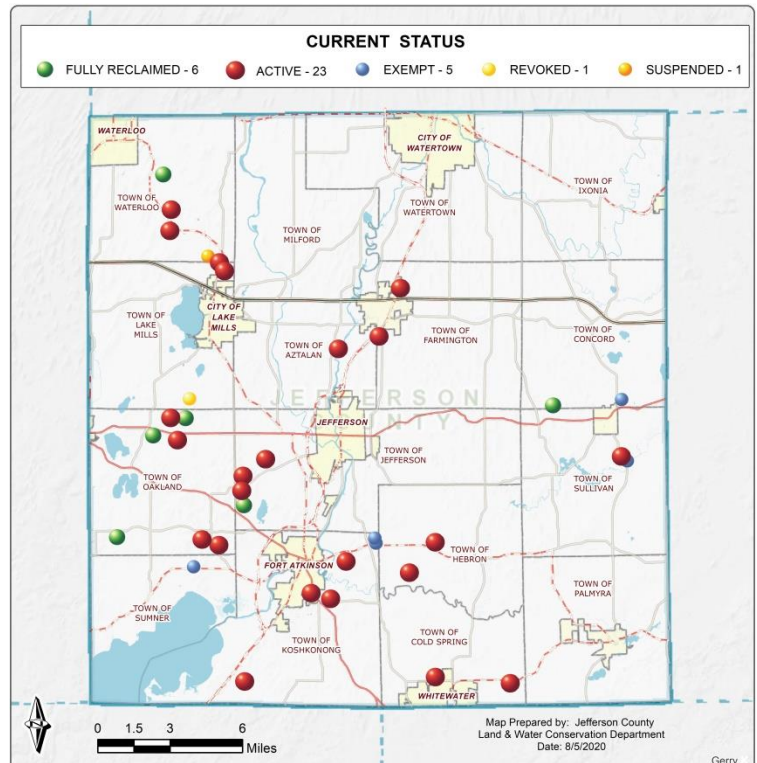 CURRENT STATUS
FULLY RECLAIMED - 6
ACTIVE - 23
EXEMPT - 5
REVOKED - 1
SUSPENDED - 1
WATERLOO
CITY OF
WATERTOWN
TOWN OF
IXONIA
TOWN OF
WATERLOO
TOWN OF
WATERTOWN
TOWN OF
MILFORD
CITY OF
LAKE
MILLS
TOWN OF
LAKE
MILLS
TOWN OF
AZTALAN
TOWN OF
FARMINGTON
TOWN OF
CONCORD
JEFFERSON
COUNTY
JEFFERSON
TOWN OF
JEFFERSON
TOWN OF
OAKLAND
TOWN OF
SULLIVAN
TOWN OF
HEBRON
FORT ATKINSON
TOWN OF
PALMYRA
TOWN OF
SUMNER
TOWN OF
KOSHKONONG
TOWN OF
COLD SPRING
WHITEWATER
0 1.5 3 6
Miles
Map Prepared by: Jefferson County
Land & Water Conservation Department
Date: 8/5/2020
Gerry